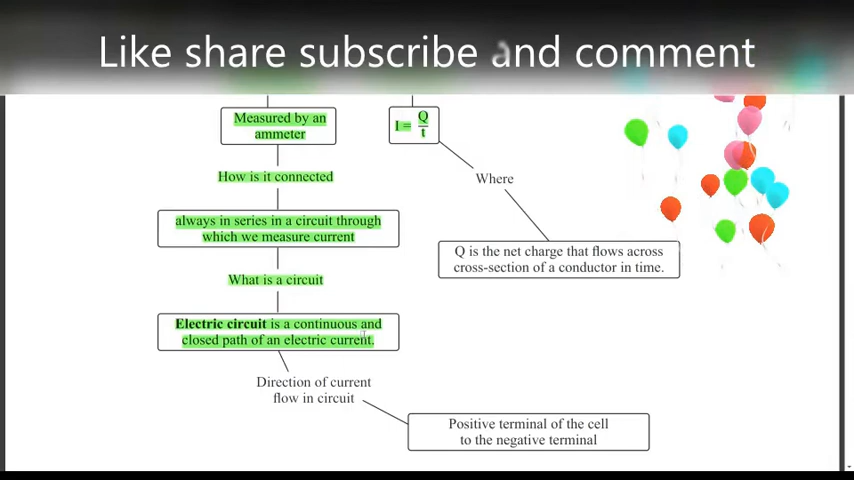 Like share subscribe and comment
Measured by an
ammeter
I = Q
t
How is it connected
Where
always in series in a circuit through
which we measure current
Q is the net charge that flows across
cross-section of a conductor in time.
What is a circuit
Electric circuit is a continuous and
closed path of an electric current.
Direction of current
flow in circuit
Positive terminal of the cell
to the negative terminal